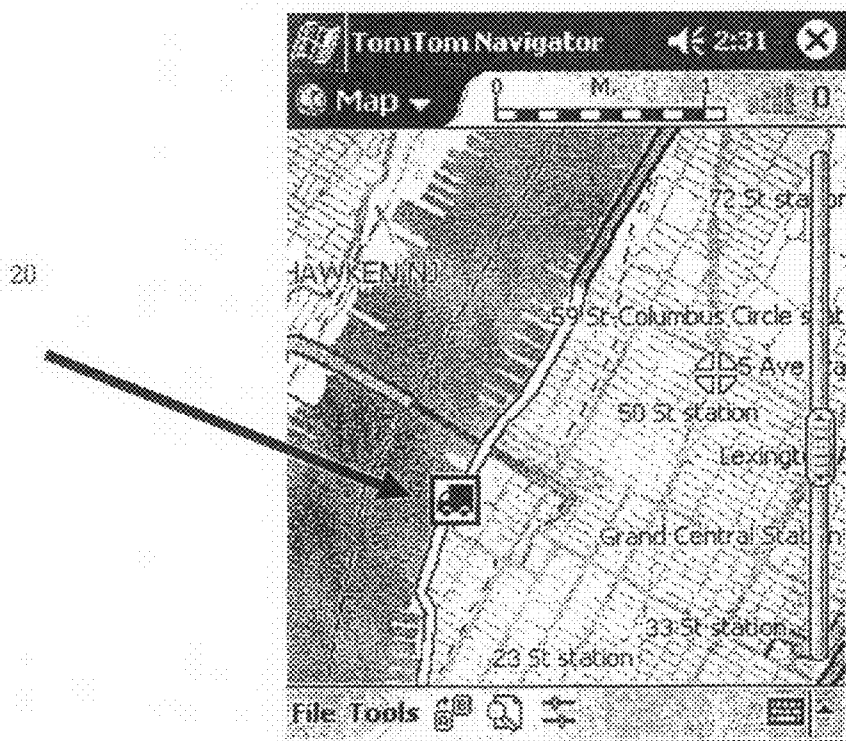 TomTom Navigator 2:31
Map
0 M. 1
0
72 St station
HAWKEN, NJ
20
59 St-Columbus Circle stat
5 Ave
50 St station
Lexingt
Grand Central Station
33 St station
23 St station
File Tools